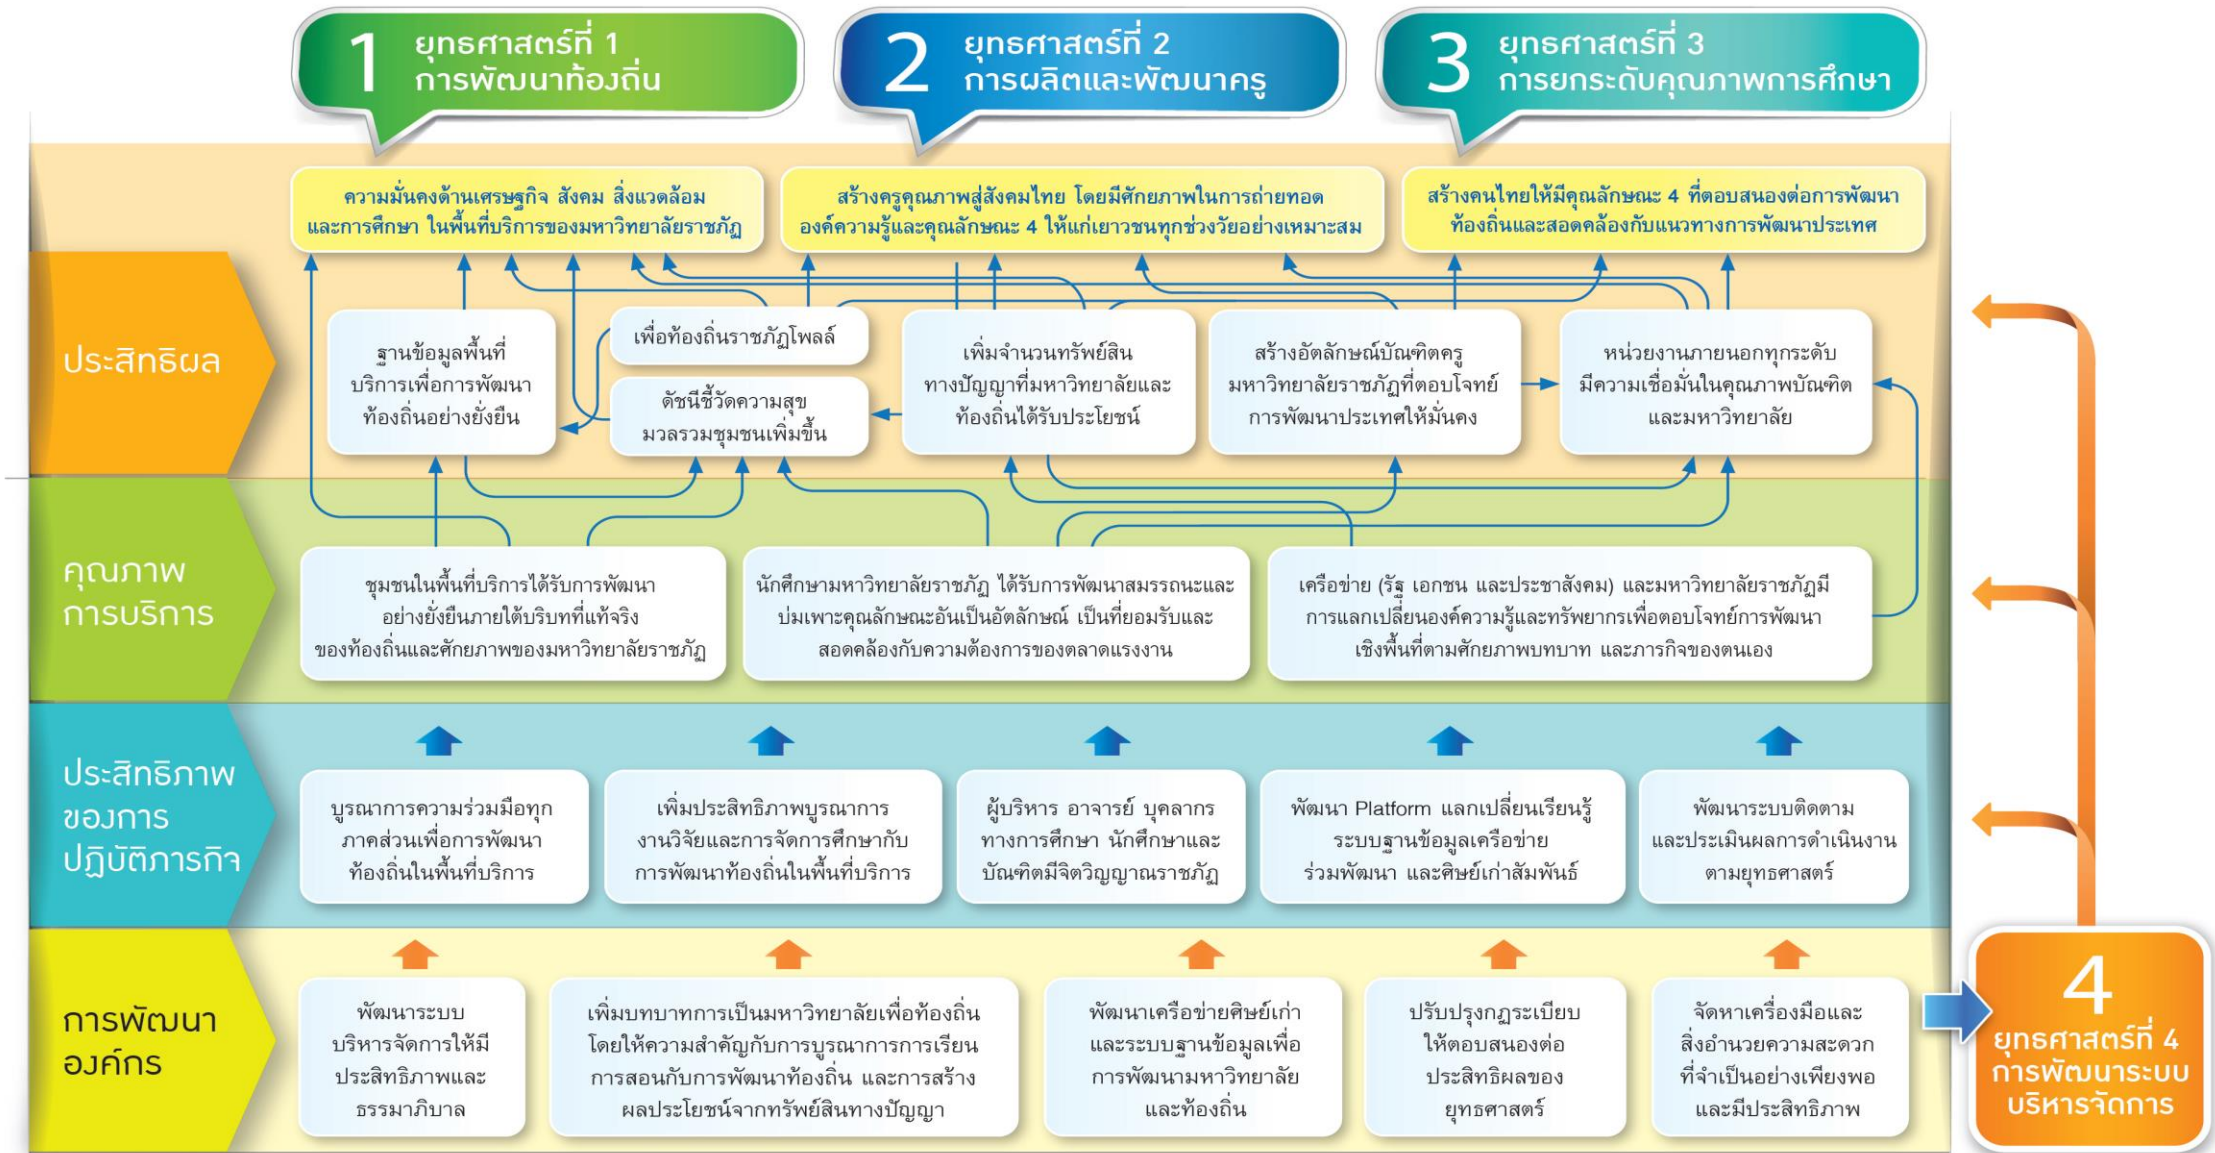 1
ยุทธศาสตร์ที่ 1
การพัฒนาท้องถิ่น
2
ยุทธศาสตร์ที่ 2
การผลิตและพัฒนาครู
3
ยุทธศาสตร์ที่ 3
การยกระดับคุณภาพการศึกษา
ความมั่นคงด้านเศรษฐกิจ สังคม สิ่งแวดล้อม
และการศึกษา ในพื้นที่บริการของมหาวิทยาลัยราชภัฏ
สร้างครูคุณภาพสู่สังคมไทย โดยมีศักยภาพในการถ่ายทอด
องค์ความรู้และคุณลักษณะ 4 ให้แก่เยาวชนทุกช่วงวัยอย่างเหมาะสม
สร้างคนไทยให้มีคุณลักษณะ 4 ที่ตอบสนองต่อการพัฒนา
ท้องถิ่นและสอดคล้องกับแนวทางการพัฒนาประเทศ
ประสิทธิผล
ฐานข้อมูลพื้นที่
บริการเพื่อการพัฒนา
ท้องถิ่นอย่างยั่งยืน
เพื่อท้องถิ่นราชภัฏโพลล์
ดัชนีชี้วัดความสุข
มวลรวมชุมชนเพิ่มขึ้น
เพิ่มจำนวนทรัพย์สิน
ทางปัญญาที่มหาวิทยาลัยและ
ท้องถิ่นได้รับประโยชน์
สร้างอัตลักษณ์บัณฑิตครู
มหาวิทยาลัยราชภัฏที่ตอบโจทย์
การพัฒนาประเทศให้มั่นคง
หน่วยงานภายนอกทุกระดับ
มีความเชื่อมั่นในคุณภาพบัณฑิต
และมหาวิทยาลัย
คุณภาพ
การบริการ
ชุมชนในพื้นที่บริการได้รับการพัฒนา
อย่างยั่งยืนภายใต้บริบทที่แท้จริง
ของท้องถิ่นและศักยภาพของมหาวิทยาลัยราชภัฏ
นักศึกษามหาวิทยาลัยราชภัฏ ได้รับการพัฒนาสมรรถนะและ
บ่มเพาะคุณลักษณะอันเป็นอัตลักษณ์ เป็นที่ยอมรับและ
สอดคล้องกับความต้องการของตลาดแรงงาน
เครือข่าย (รัฐ เอกชน และประชาสังคม) และมหาวิทยาลัยราชภัฏมี
การแลกเปลี่ยนองค์ความรู้และทรัพยากรเพื่อตอบโจทย์การพัฒนา
เชิงพื้นที่ตามศักยภาพบทบาท และภารกิจของตนเอง
ประสิทธิภาพ
ของการ
ปฏิบัติภารกิจ
บูรณาการความร่วมมือทุก
ภาคส่วนเพื่อการพัฒนา
ท้องถิ่นในพื้นที่บริการ
เพิ่มประสิทธิภาพบูรณาการ
งานวิจัยและการจัดการศึกษากับ
การพัฒนาท้องถิ่นในพื้นที่บริการ
ผู้บริหาร อาจารย์ บุคลากร
ทางการศึกษา นักศึกษาและ
บัณฑิตมีจิตวิญญาณราชภัฏ
พัฒนา Platform แลกเปลี่ยนเรียนรู้
ระบบฐานข้อมูลเครือข่าย
ร่วมพัฒนา และศิษย์เก่าสัมพันธ์
พัฒนาระบบติดตาม
และประเมินผลการดำเนินงาน
ตามยุทธศาสตร์
การพัฒนา
องค์กร
พัฒนาระบบ
บริหารจัดการให้มี
ประสิทธิภาพและ
ธรรมาภิบาล
เพิ่มบทบาทการเป็นมหาวิทยาลัยเพื่อท้องถิ่น
โดยให้ความสำคัญกับการบูรณาการการเรียน
การสอนกับการพัฒนาท้องถิ่น และการสร้าง
ผลประโยชน์จากทรัพย์สินทางปัญญา
พัฒนาเครือข่ายศิษย์เก่า
และระบบฐานข้อมูลเพื่อ
การพัฒนามหาวิทยาลัย
และท้องถิ่น
ปรับปรุงกฏระเบียบ
ให้ตอบสนองต่อ
ประสิทธิผลของ
ยุทธศาสตร์
จัดหาเครื่องมือและ
สิ่งอำนวยความสะดวก
ที่จำเป็นอย่างเพียงพอ
และมีประสิทธิภาพ
4
ยุทธศาสตร์ที่ 4
การพัฒนาระบบ
บริหารจัดการ